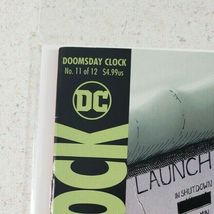 DOOMSDAY CLOCK
No. 11 of 12 $4.99us
DC
OCK
LAUNCH
IN SHUTDOWN